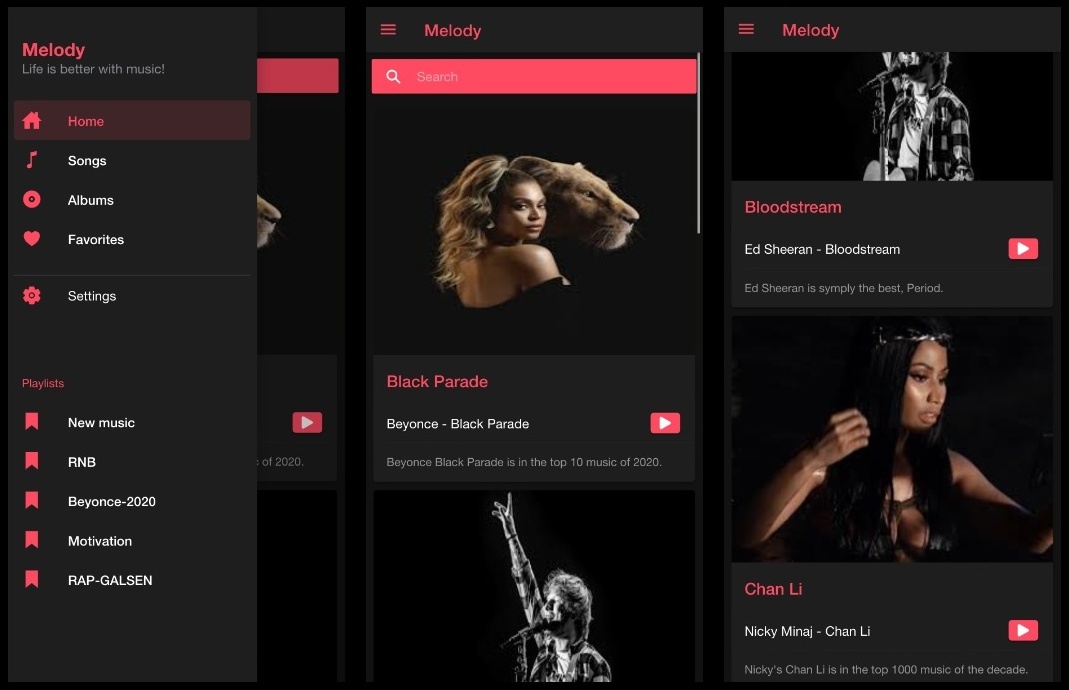 Melody
Life is better with music!
Home
Songs
Albums
Favorites
Settings
Playlists
New music
RNB
Beyonce-2020
Motivation
RAP-GALSEN
of 2020.
Melody
Search
Black Parade
Beyonce - Black Parade
Beyonce Black Parade is in the top 10 music of 2020.
Melody
Bloodstream
Ed Sheeran - Bloodstream
Ed Sheeran is symply the best, Period.
Chan Li
Nicky Minaj - Chan Li
Nicky's Chan Li is in the top 1000 music of the decade.